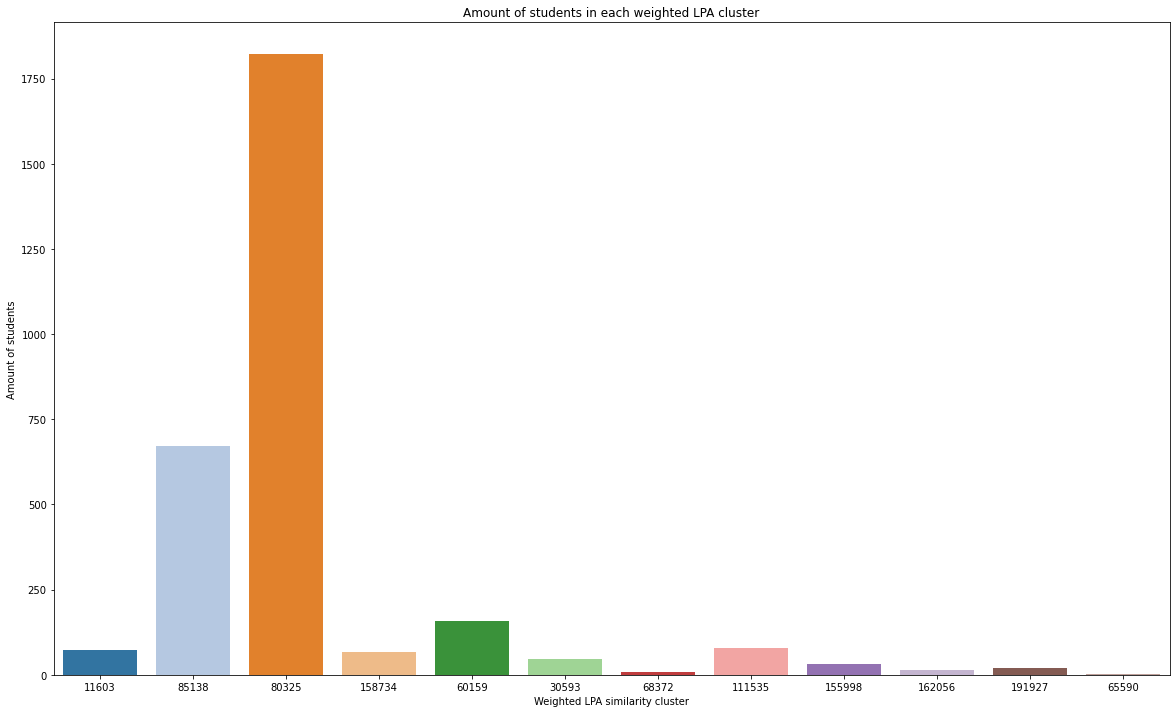 Amount of students in each weighted LPA cluster
Amount of students
1750
1500
1250
1000
750
500
250
0
11603 85138 80325 158734 60159 30593 68372 111535 155998 162056 191927 65590
Weighted LPA similarity cluster